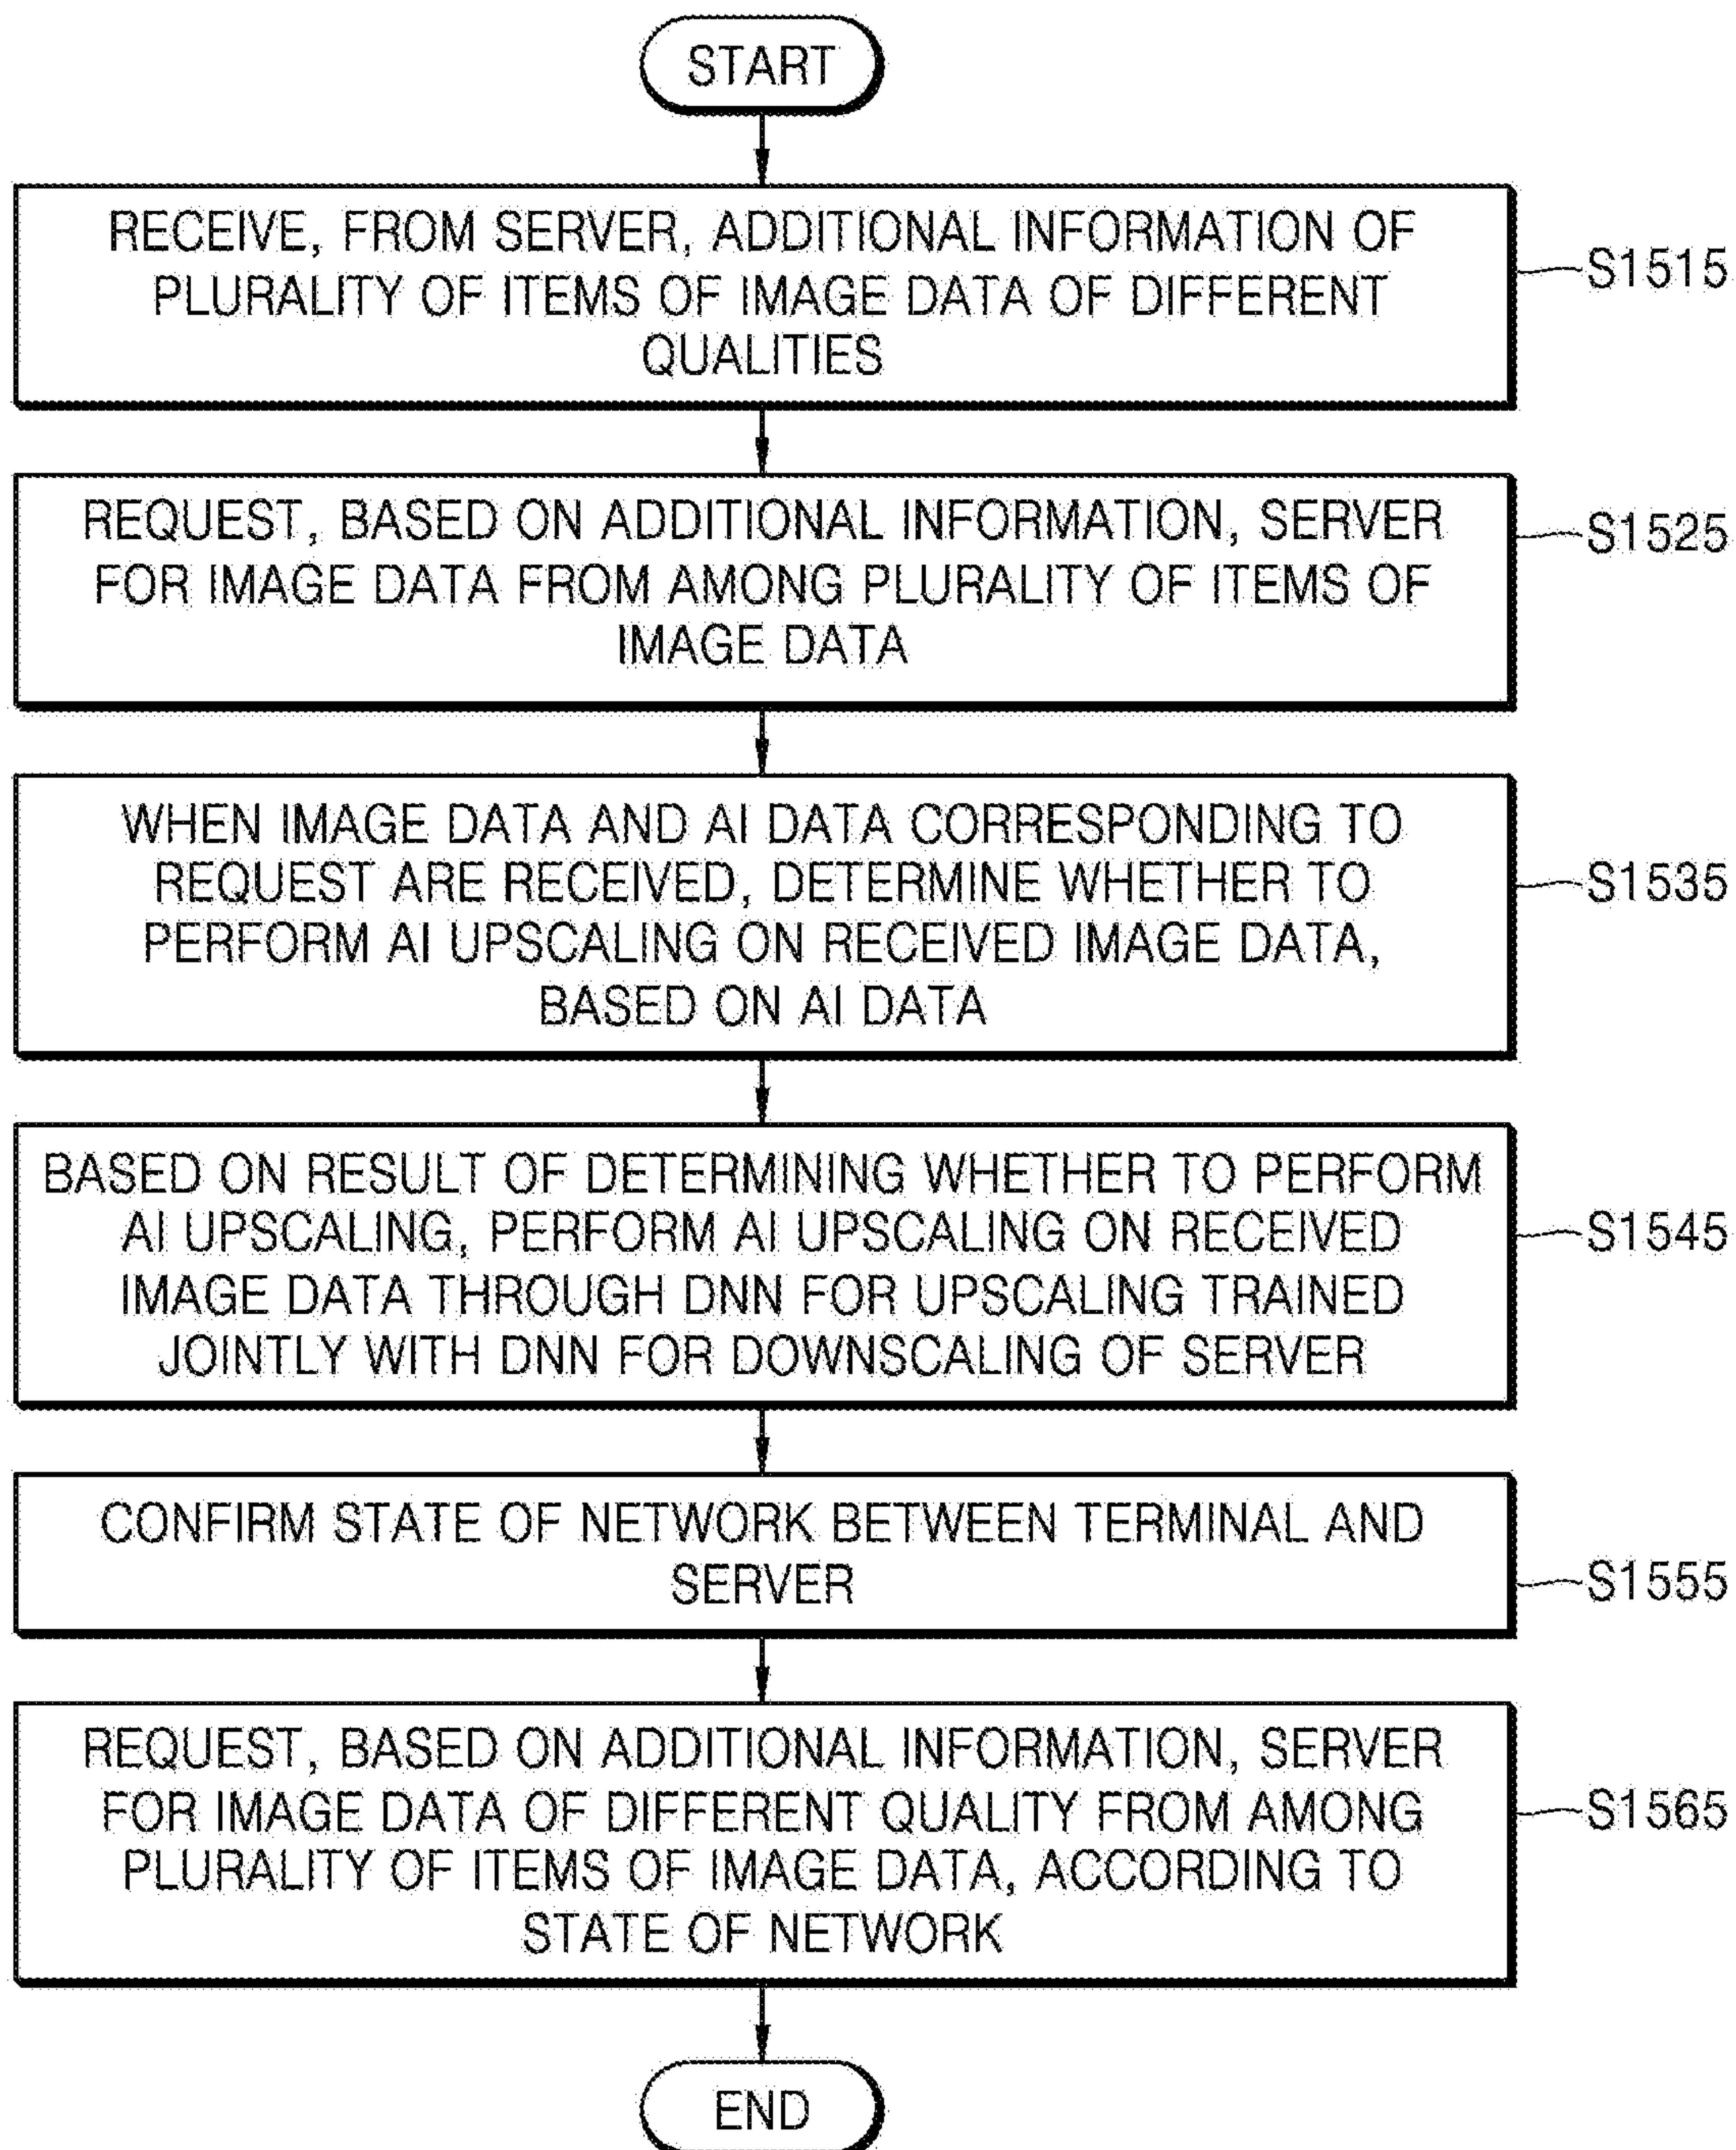 START
RECEIVE, FROM SERVER, ADDITIONAL INFORMATION OF
PLURALITY OF ITEMS OF IMAGE DATA OF DIFFERENT
QUALITIES
S1515
REQUEST, BASED ON ADDITIONAL INFORMATION, SERVER
FOR IMAGE DATA FROM AMONG PLURALITY OF ITEMS OF
IMAGE DATA
S1525
WHEN IMAGE DATA AND AI DATA CORRESPONDING TO
REQUEST ARE RECEIVED, DETERMINE WHETHER TO
PERFORM AI UPSCALING ON RECEIVED IMAGE DATA,
BASED ON AI DATA
S1535
BASED ON RESULT OF DETERMINING WHETHER TO PERFORM
AI UPSCALING, PERFORM AI UPSCALING ON RECEIVED
IMAGE DATA THROUGH DNN FOR UPSCALING TRAINED
JOINTLY WITH DNN FOR DOWNSCALING OF SERVER
S1545
CONFIRM STATE OF NETWORK BETWEEN TERMINAL AND
SERVER
S1555
REQUEST, BASED ON ADDITIONAL INFORMATION, SERVER
FOR IMAGE DATA OF DIFFERENT QUALITY FROM AMONG
PLURALITY OF ITEMS OF IMAGE DATA, ACCORDING TO
STATE OF NETWORK
S1565
END